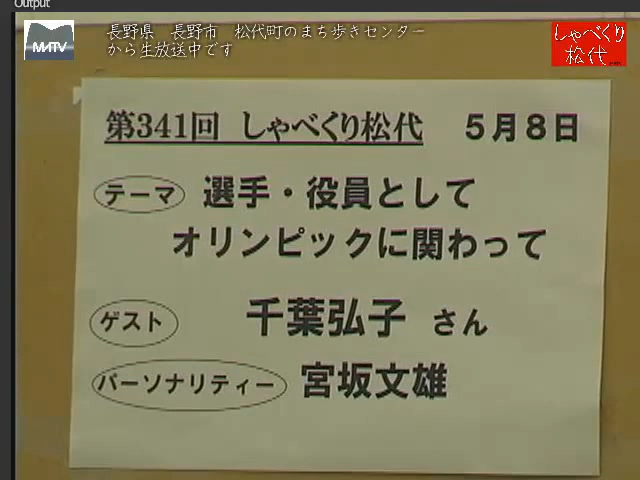 Output
長野県　長野市　松代町のまち歩きセンター
から生放送中です
MTV
しゃべくり
松代
第341回 しゃべくり松代　５月８日
テーマ 選手・役員として
オリンピックに関わって
ゲスト 千葉弘子 さん
パーソナリティー 宮坂文雄